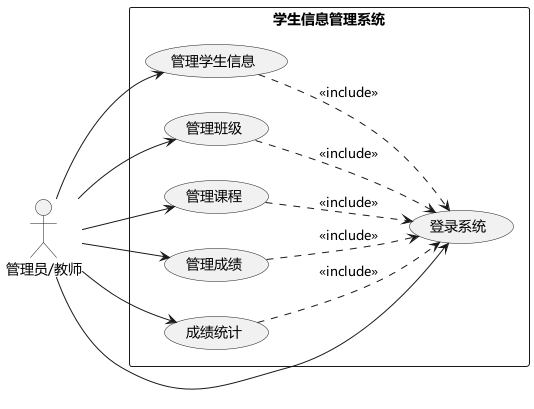 学生信息管理系统
管理学生信息
«include»
管理班级
«include»
管理课程
«include»
登录系统
«include»
管理成绩
管理员/教师
«include»
成绩统计